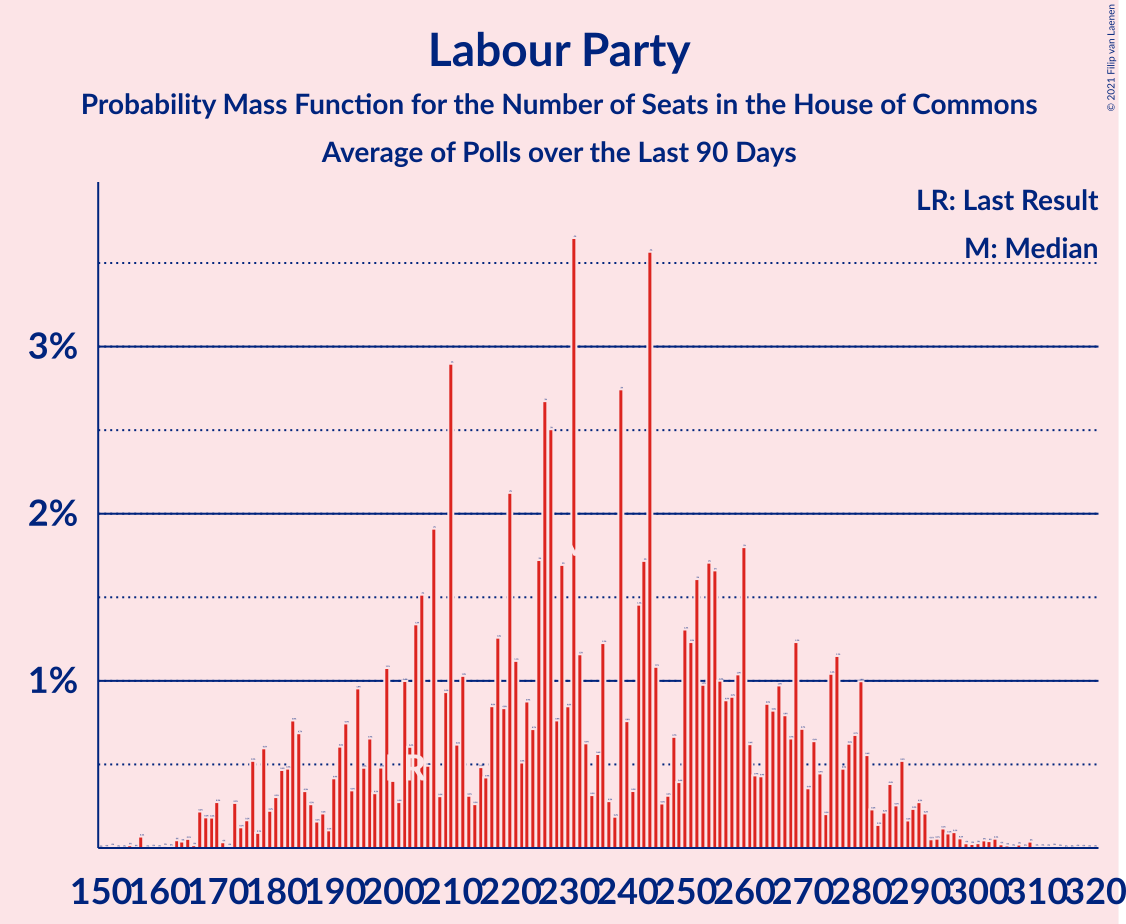 Labour Party
Probability Mass Function for the Number of Seats in the House of Commons
Average of Polls over the Last 90 Days
© 2021 Filip van Laenen
LR: Last Result
M: Median
3%
2%
1%
150 160 170 180 190 200 210 220 230 240 250 260 270 280 290 300 310 320